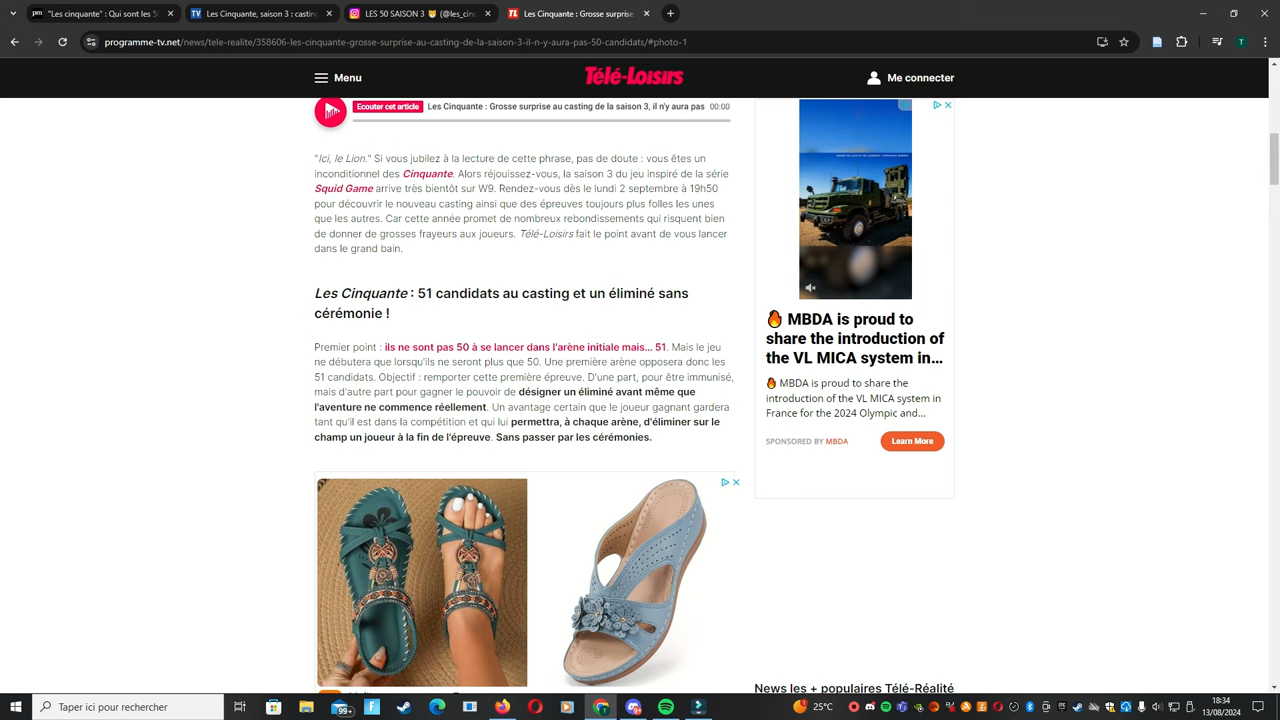 "Les cinquante" : Qui sont les 5
Les Cinquante, saison 3 : castin
LES 50 SAISON 3 🦁 (@les_cin
Les Cinquante : Grosse surprise
programme-tv.net/news/tele-realite/358606-les-cinquante-grosse-surprise-au-casting-de-la-saison-3-il-n-y-aura-pas-50-candidats/#photo-1
Menu
Télé-Loisirs
Me connecter
Ecouter cet article Les Cinquante : Grosse surprise au casting de la saison 3, il n'y aura pas 00:00
"Ici, le Lion." Si vous jubilez à la lecture de cette phrase, pas de doute : vous êtes un
inconditionnel des Cinquante. Alors réjouissez-vous, la saison 3 du jeu inspiré de la série
Squid Game arrive très bientôt sur W9. Rendez-vous dès le lundi 2 septembre à 19h50
pour découvrir le nouveau casting ainsi que des épreuves toujours plus folles les unes
que les autres. Car cette année promet de nombreux rebondissements qui risquent bien
de donner de grosses frayeurs aux joueurs. Télé-Loisirs fait le point avant de vous lancer
dans le grand bain.
Les Cinquante : 51 candidats au casting et un éliminé sans
cérémonie !
Premier point : ils ne sont pas 50 à se lancer dans l'arène initiale mais... 51. Mais le jeu
ne débutera que lorsqu'ils ne seront plus que 50. Une première arène opposera donc les
51 candidats. Objectif : remporter cette première épreuve. D'une part, pour être immunisé,
mais d'autre part pour gagner le pouvoir de désigner un éliminé avant même que
l'aventure ne commence réellement. Un avantage certain que le joueur gagnant gardera
tant qu'il est dans la compétition et qui lui permettra, à chaque arène, d'éliminer sur le
champ un joueur à la fin de l'épreuve. Sans passer par les cérémonies.
🔥 MBDA is proud to
share the introduction of
the VL MICA system in...
🔥 MBDA is proud to share the
introduction of the VL MICA system in
France for the 2024 Olympic and...
SPONSORED BY MBDA
Learn More
News les + populaires Télé-Réalité
Taper ici pour rechercher
99+
25°C
18:34
13/08/2024